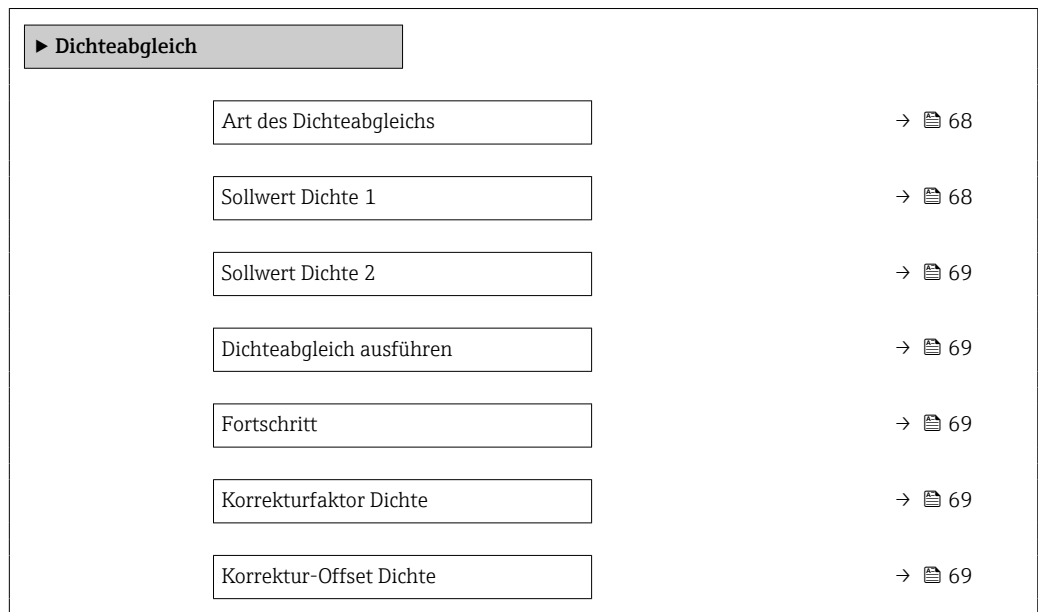 ▶ Dichteabgleich
Art des Dichteabgleichs → 68
Sollwert Dichte 1 → 68
Sollwert Dichte 2 → 69
Dichteabgleich ausführen → 69
Fortschritt → 69
Korrekturfaktor Dichte → 69
Korrektur-Offset Dichte → 69